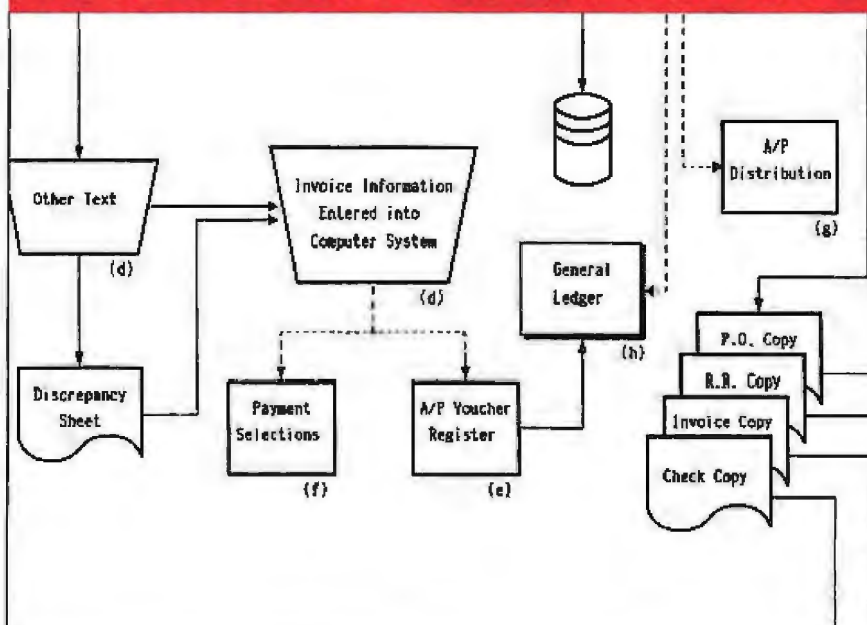 A/P
Distribution
(g)
Other Text
(d)
Invoice Information
Entered into
Computer System
(d)
General
Ledger
(h)
P.O. Copy
R.R. Copy
Invoice Copy
Check Copy
Discrepancy
Sheet
Payment
Selections
(f)
A/P Voucher
Register
(e)